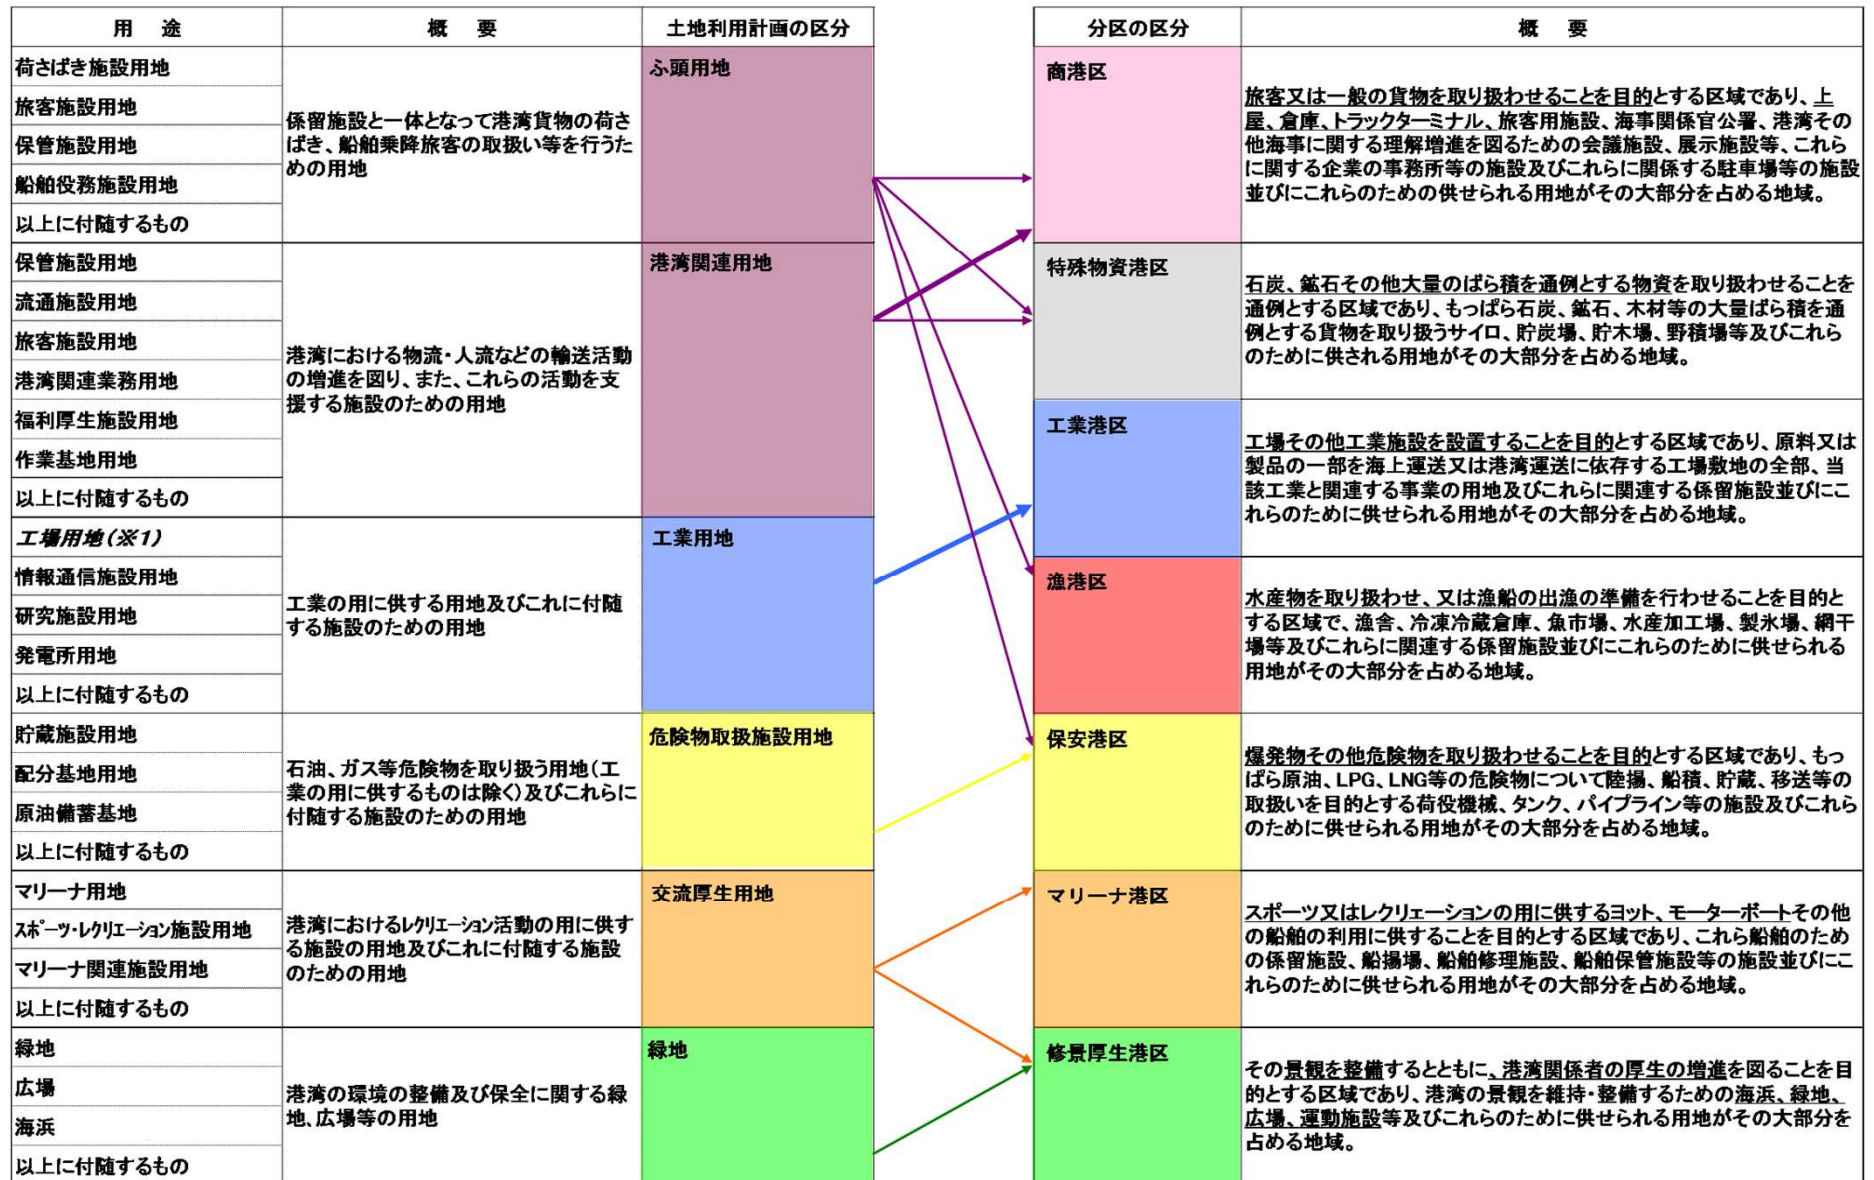 用　途
概　要
土地利用計画の区分
分区の区分
概　要
荷さばき施設用地
旅客施設用地
保管施設用地
船舶役務施設用地
以上に付随するもの
係留施設と一体となって港湾貨物の荷さ
ばき、船舶乗降旅客の取扱い等を行うた
めの用地
ふ頭用地
保管施設用地
流通施設用地
旅客施設用地
港湾関連業務用地
福利厚生施設用地
作業基地用地
以上に付随するもの
港湾における物流・人流などの輸送活動
の増進を図り、また、これらの活動を支
援する施設のための用地
港湾関連用地
工場用地(※1)
情報通信施設用地
研究施設用地
発電所用地
以上に付随するもの
工業の用に供する用地及びこれに付随
する施設のための用地
工業用地
貯蔵施設用地
配分基地用地
原油備蓄基地
以上に付随するもの
石油、ガス等危険物を取り扱う用地(工
業の用に供するものは除く)及びこれらに
付随する施設のための用地
危険物取扱施設用地
マリーナ用地
スポーツ・レクリエーション施設用地
マリーナ関連施設用地
以上に付随するもの
港湾におけるレクリエーション活動の用に供す
る施設の用地及びこれに付随する施設
のための用地
交流厚生用地
緑地
広場
海浜
以上に付随するもの
港湾の環境の整備及び保全に関する緑
地、広場等の用地
緑地
商港区
旅客又は一般の貨物を取り扱わせることを目的とする区域であり、上
屋、倉庫、トラックターミナル、旅客用施設、海事関係官公署、港湾その
他海事に関する理解増進を図るための会議施設、展示施設等、これら
に関する企業の事務所等の施設及びこれらに関係する駐車場等の施設
並びにこれらのための供せられる用地がその大部分を占める地域。
特殊物資港区
石炭、鉱石その他大量のばら積を通例とする物資を取り扱わせることを
通例とする区域であり、もっぱら石炭、鉱石、木材等の大量ばら積を通
例とする貨物を取り扱うサイロ、貯炭場、貯木場、野積場等及びこれら
のために供される用地がその大部分を占める地域。
工業港区
工場その他工業施設を設置することを目的とする区域であり、原料又は
製品の一部を海上運送又は港湾運送に依存する工場敷地の全部、当
該工業と関連する事業の用地及びこれらに関連する係留施設並びにこ
れらのために供せられる用地がその大部分を占める地域。
漁港区
水産物を取り扱わせ、又は漁船の出漁の準備を行わせることを目的と
する区域で、漁舎、冷凍冷蔵倉庫、魚市場、水産加工場、製氷場、網干
場等及びこれらに関連する係留施設並びにこれらのために供せられる
用地がその大部分を占める地域。
保安港区
爆発物その他危険物を取り扱わせることを目的とする区域であり、もっ
ぱら原油、LPG、LNG等の危険物について陸揚、船積、貯蔵、移送等の
取扱いを目的とする荷役機械、タンク、パイプライン等の施設及びこれら
のために供せられる用地がその大部分を占める地域。
マリーナ港区
スポーツ又はレクリェーションの用に供するヨット、モーターボートその他
の船舶の利用に供することを目的とする区域であり、これら船舶のため
の係留施設、船揚場、船舶修理施設、船舶保管施設等の施設並びにこ
れらのために供せられる用地がその大部分を占める地域。
修景厚生港区
その景観を整備するとともに、港湾関係者の厚生の増進を図ることを目
的とする区域であり、港湾の景観を維持・整備するための海浜、緑地、
広場、運動施設等及びこれらのために供せられる用地がその大部分を
占める地域。